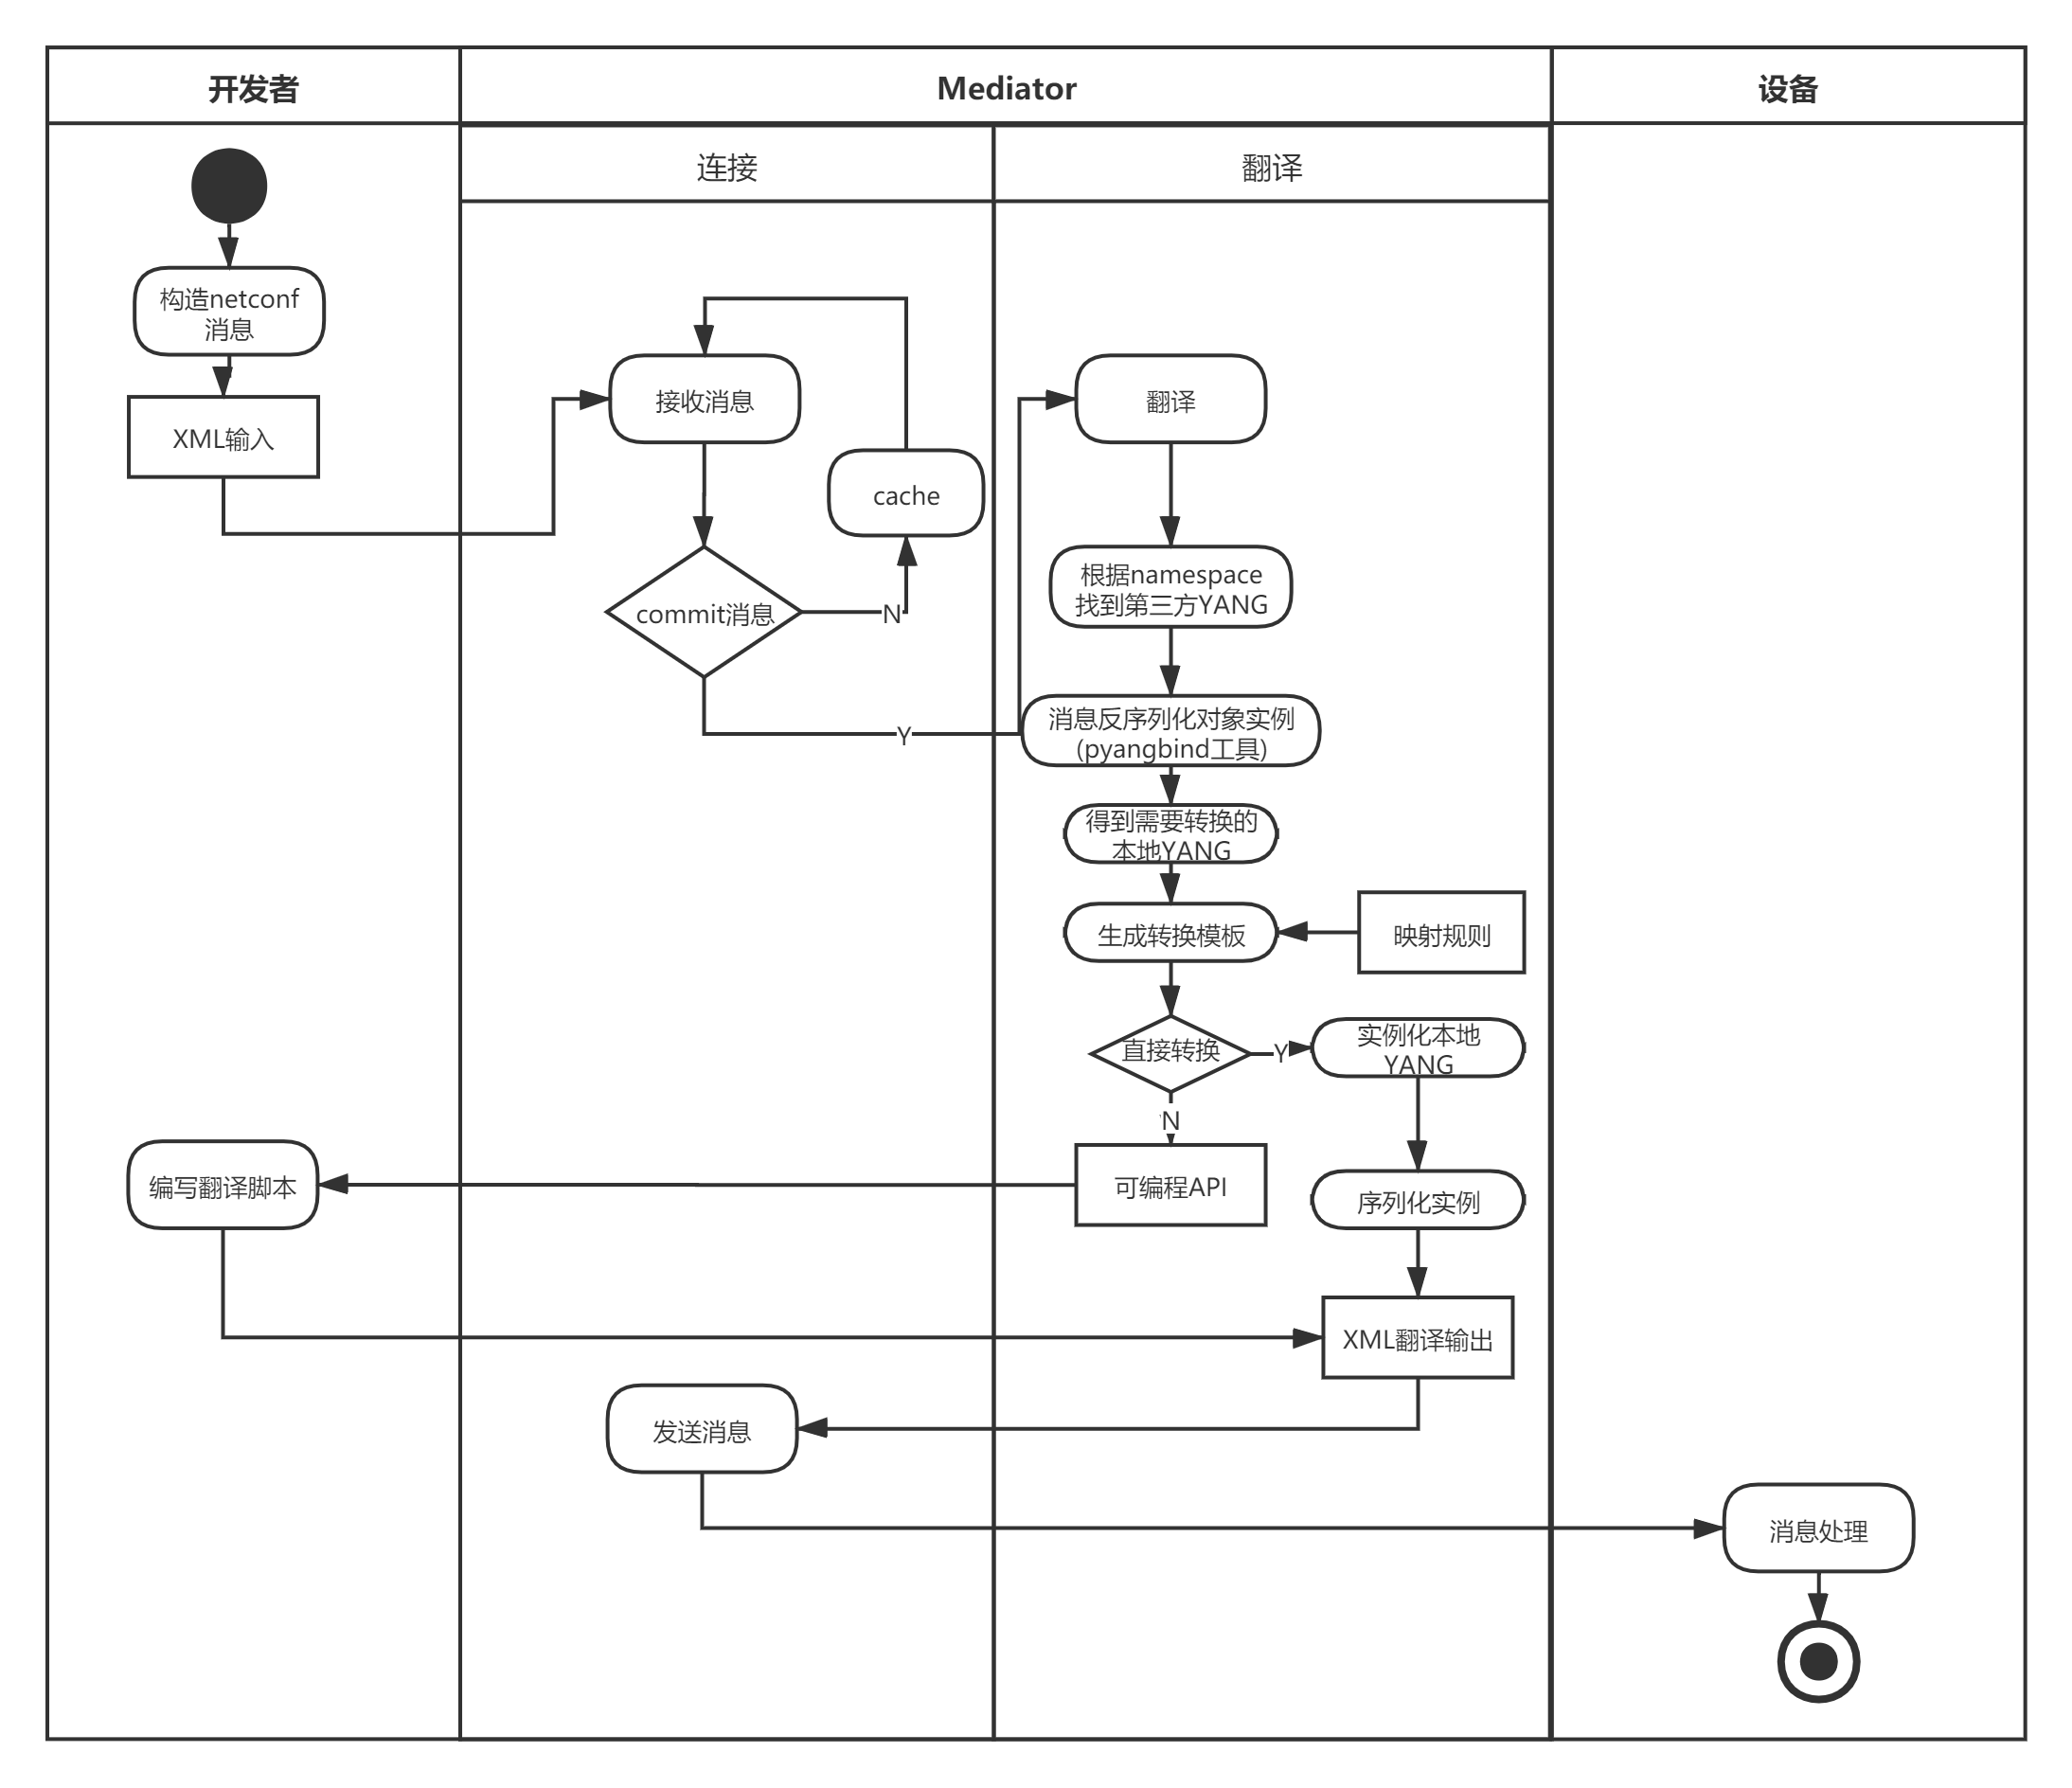 开发者
Mediator
设备
连接
翻译
构造netconf
消息
XML输入
接收消息
cache
commit消息
N
Y
翻译
根据namespace
找到第三方YANG
消息反序列化对象实例
(pyangbind工具)
得到需要转换的
本地YANG
生成转换模板
映射规则
直接转换
Y
实例化本地
YANG
N
编写翻译脚本
可编程API
序列化实例
XML翻译输出
发送消息
消息处理